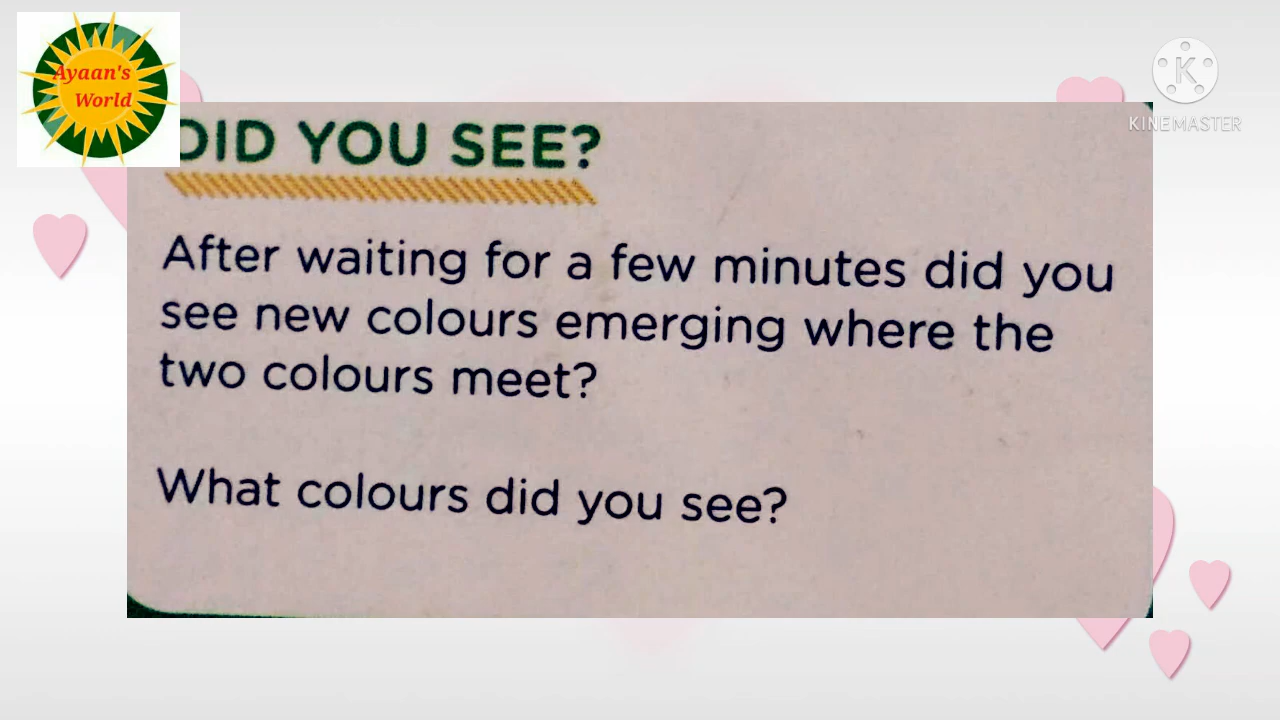 Ayaan's
World
KINEMASTER
DID YOU SEE?
After waiting for a few minutes did you
see new colours emerging where the
two colours meet?
What colours did you see?